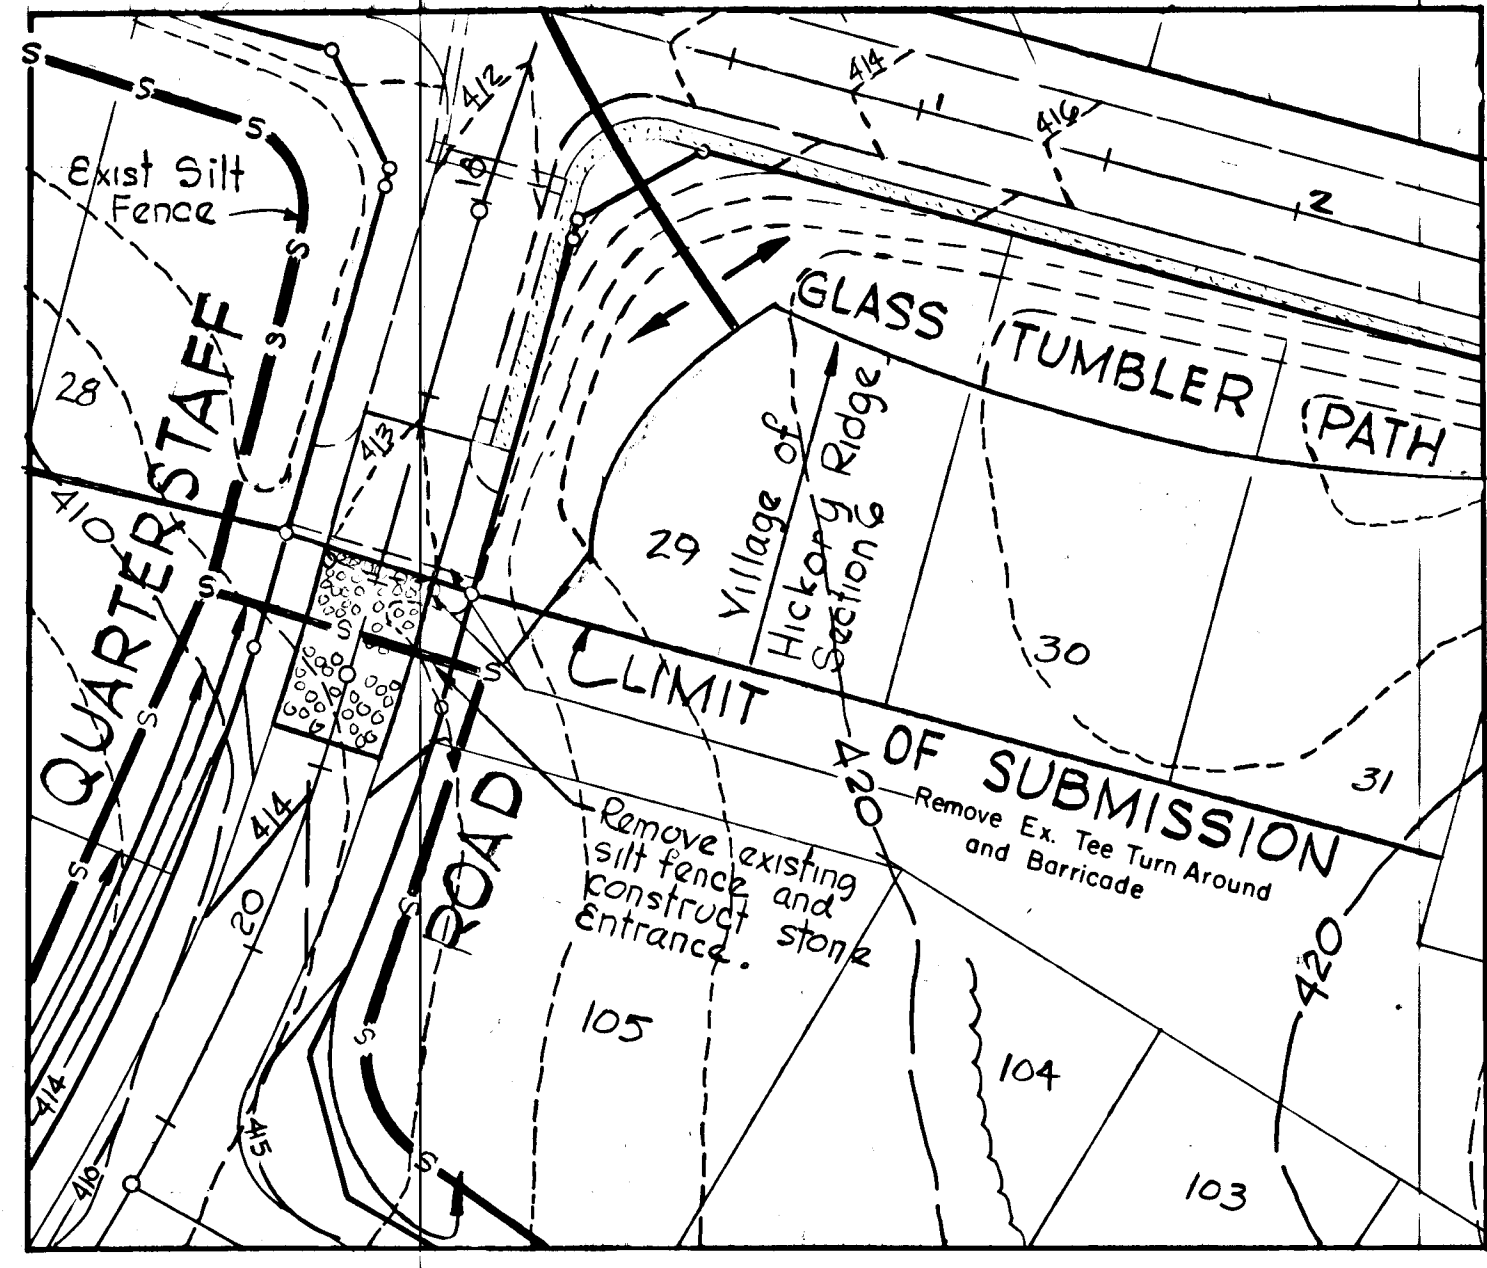 S
S
S
Exist Silt
Fence
S
S
412
18
414
1
416
2
GLASS TUMBLER PATH
28
413
410
QUARTER STAFF
ROAD
29
Village of
Hickory Ridge
Section 6
30
31
S
S
S
LIMIT OF SUBMISSION
420
Remove Ex. Tee Turn Around
and Barricade
Remove existing
silt fence and
construct stone
Entrance.
S
S
S
S
S
414
20
420
105
104
103
414
415
410